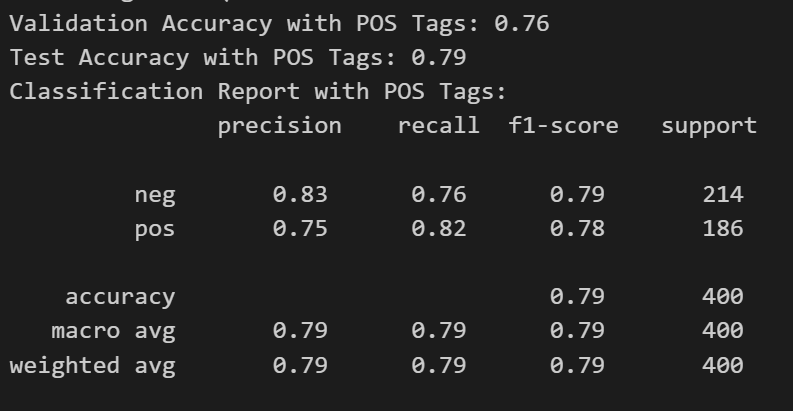 Validation Accuracy with POS Tags: 0.76
Test Accuracy with POS Tags: 0.79
Classification Report with POS Tags:
precision recall f1-score support
neg 0.83 0.76 0.79 214
pos 0.75 0.82 0.78 186
accuracy 0.79 400
macro avg 0.79 0.79 0.79 400
weighted avg 0.79 0.79 0.79 400